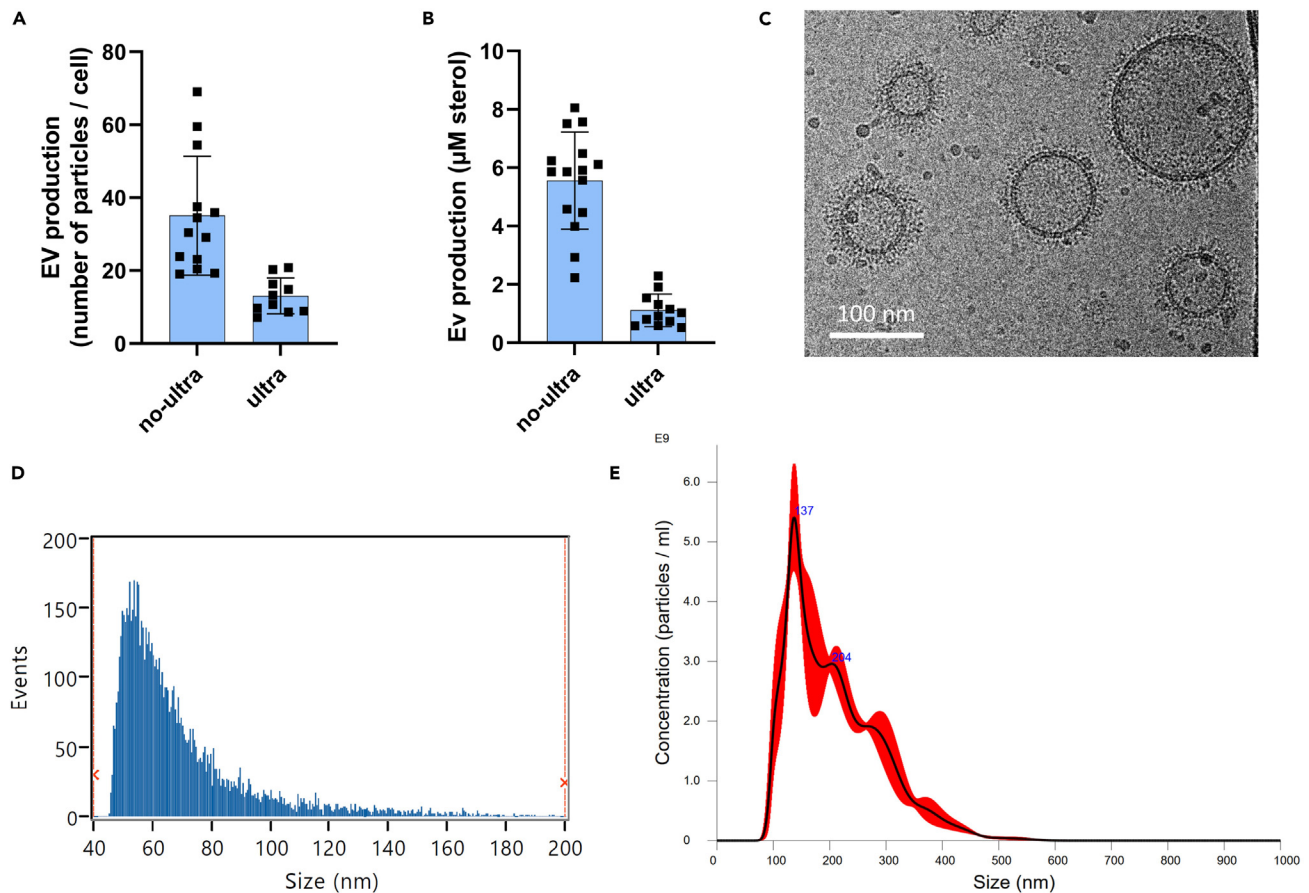 A
EV production
(number of particles / cell)
80
60
40
20
0
no-ultra
ultra
B
Ev production (µM sterol)
10
8
6
4
2
0
no-ultra
ultra
C
100 nm
D
Events
200
150
100
50
0
40 60 80 100 120 140 160 180 200
Size (nm)
E
E9
Concentration (particles / ml)
6.0
5.0
4.0
3.0
2.0
1.0
0
137
204
0 100 200 300 400 500 600 700 800 900 1000
Size (nm)